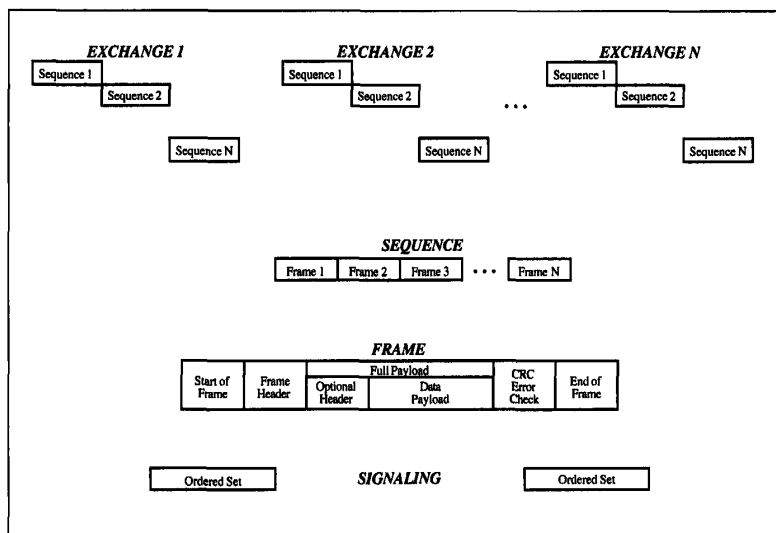 EXCHANGE 1 EXCHANGE 2 EXCHANGE N
Sequence 1 Sequence 1 Sequence 1
Sequence 2 Sequence 2 Sequence 2
• • •
Sequence N Sequence N Sequence N
SEQUENCE
Frame 1 Frame 2 Frame 3 • • • Frame N
FRAME
Start of Frame
Frame Header
Full Payload
Optional Header
Data Payload
CRC Error Check
End of Frame
Ordered Set SIGNALING Ordered Set